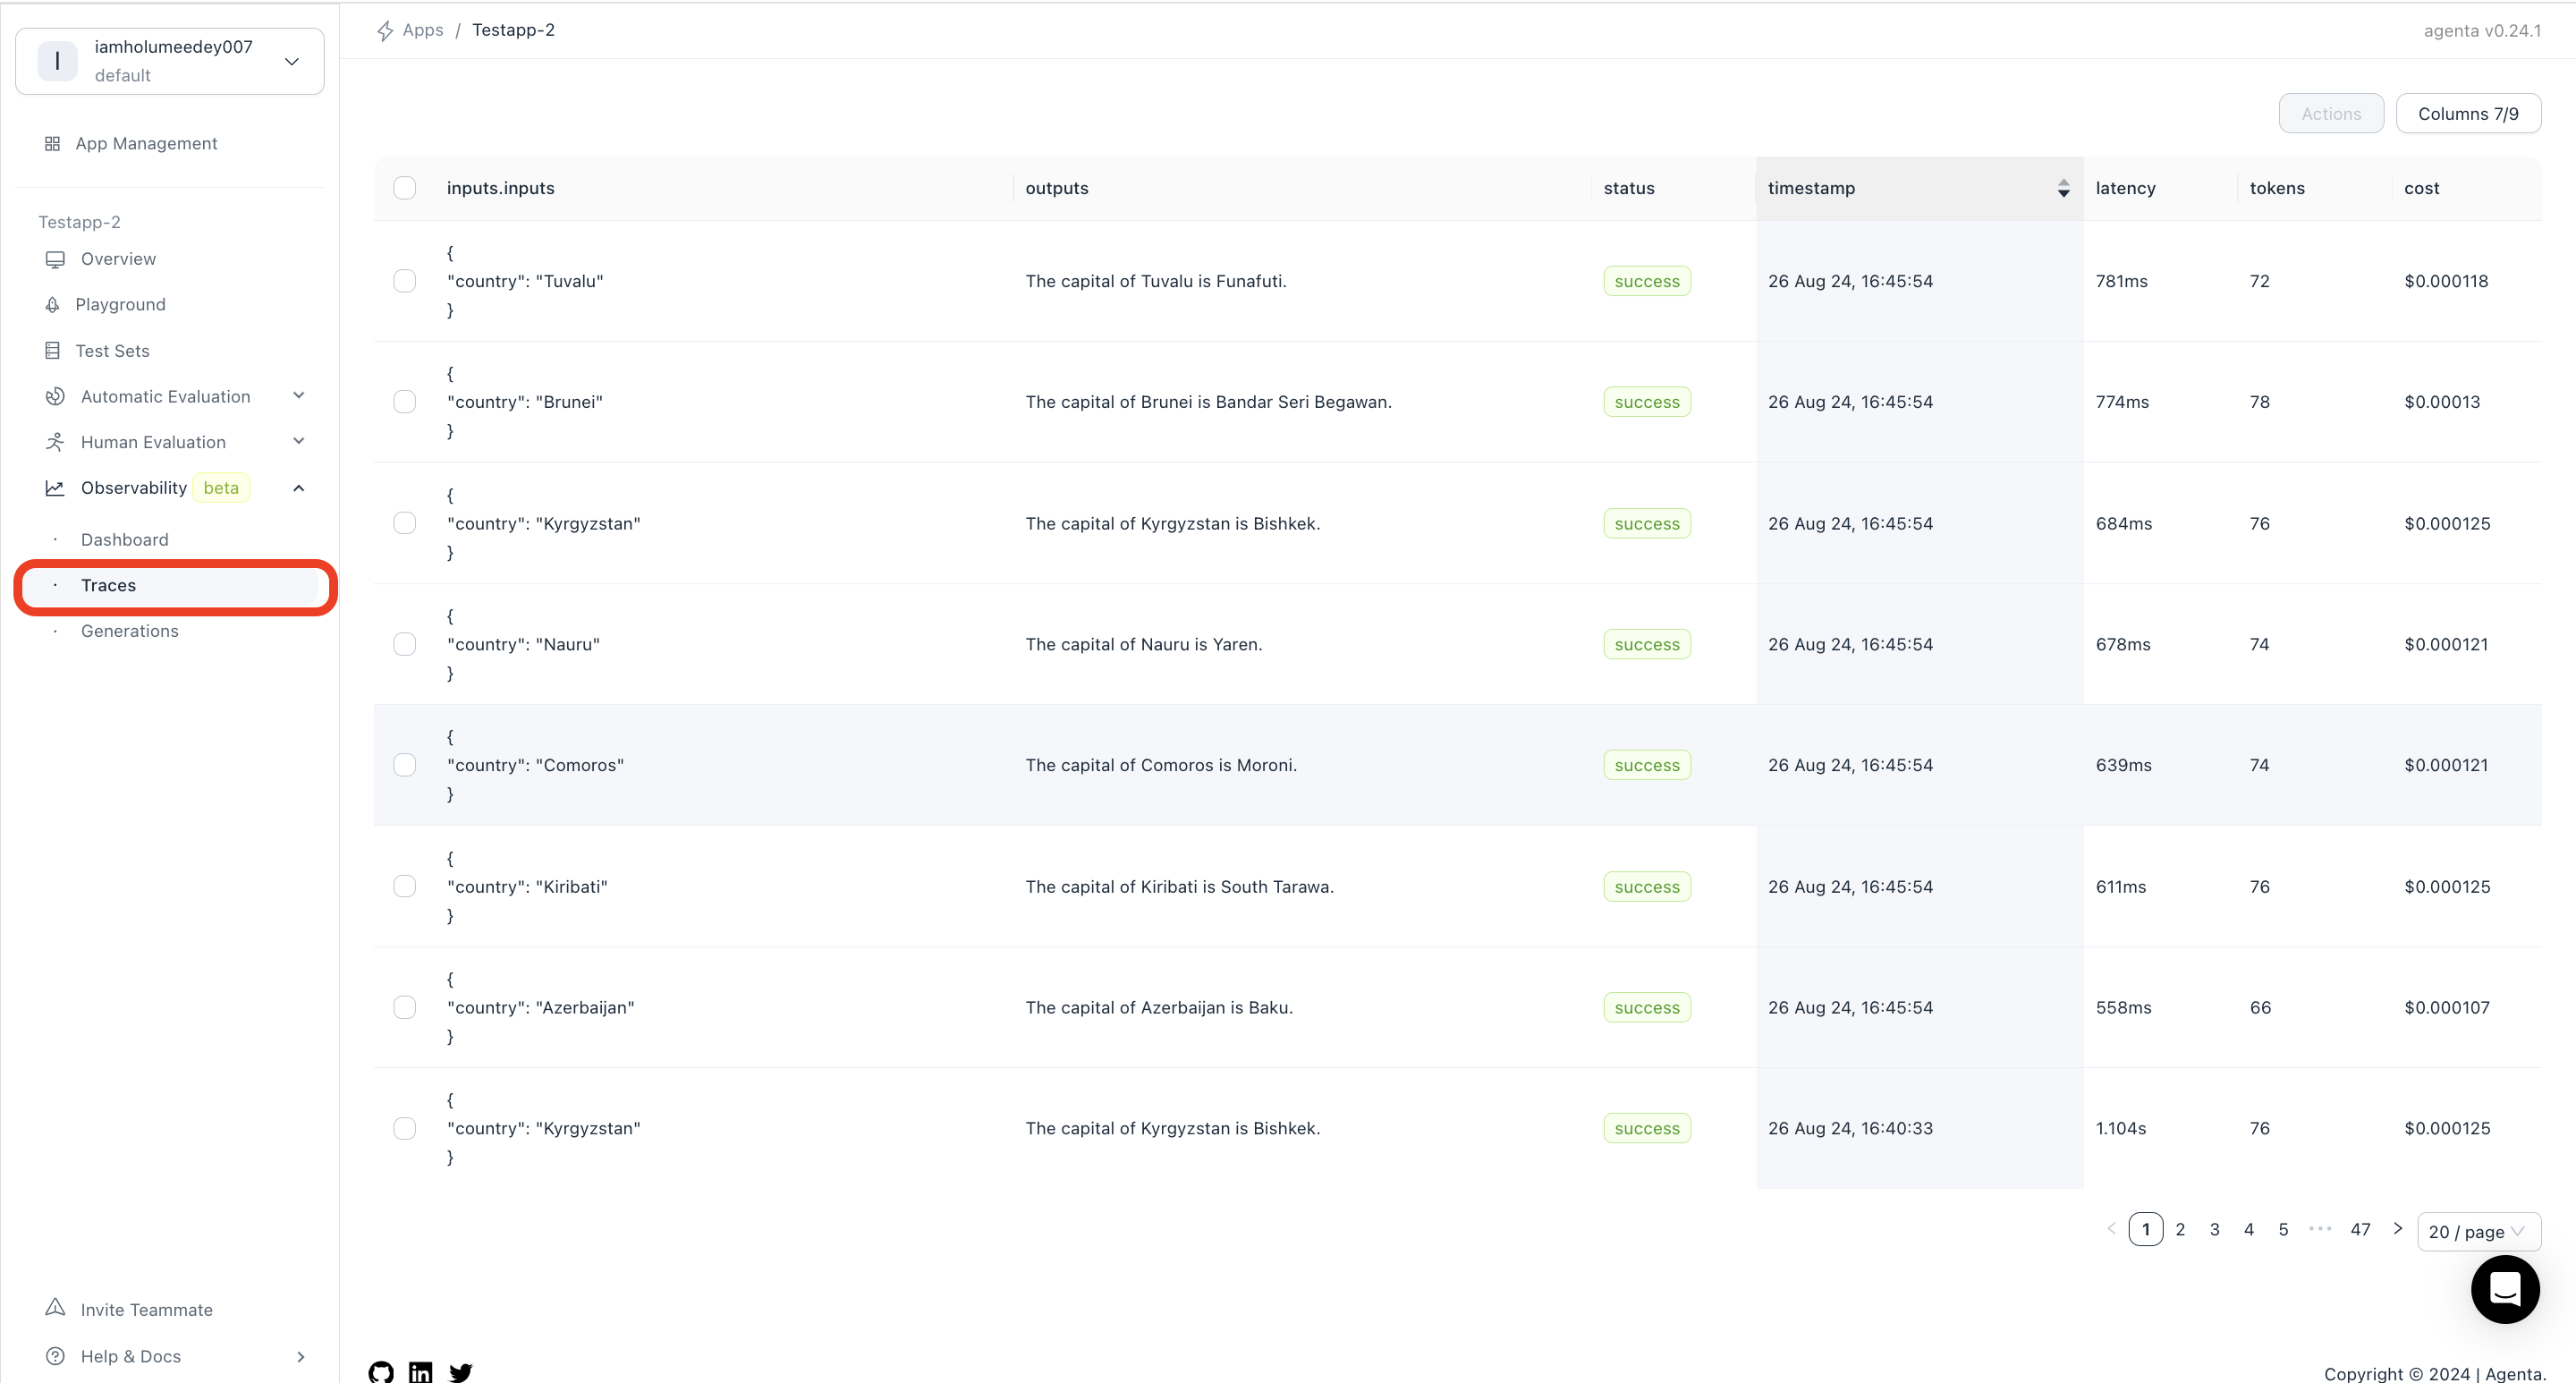 I
iamholumeedey007
default
App Management
Testapp-2
Overview
Playground
Test Sets
Automatic Evaluation
Human Evaluation
Observability beta
Dashboard
Traces
Generations
Invite Teammate
Help & Docs
Apps / Testapp-2
agenta v0.24.1
Actions
Columns 7/9
inputs.inputs outputs status timestamp latency tokens cost
{
"country": "Tuvalu" The capital of Tuvalu is Funafuti. success 26 Aug 24, 16:45:54 781ms 72 $0.000118
}
{
"country": "Brunei" The capital of Brunei is Bandar Seri Begawan. success 26 Aug 24, 16:45:54 774ms 78 $0.00013
}
{
"country": "Kyrgyzstan" The capital of Kyrgyzstan is Bishkek. success 26 Aug 24, 16:45:54 684ms 76 $0.000125
}
{
"country": "Nauru" The capital of Nauru is Yaren. success 26 Aug 24, 16:45:54 678ms 74 $0.000121
}
{
"country": "Comoros" The capital of Comoros is Moroni. success 26 Aug 24, 16:45:54 639ms 74 $0.000121
}
{
"country": "Kiribati" The capital of Kiribati is South Tarawa. success 26 Aug 24, 16:45:54 611ms 76 $0.000125
}
{
"country": "Azerbaijan" The capital of Azerbaijan is Baku. success 26 Aug 24, 16:45:54 558ms 66 $0.000107
}
{
"country": "Kyrgyzstan" The capital of Kyrgyzstan is Bishkek. success 26 Aug 24, 16:40:33 1.104s 76 $0.000125
}
1 2 3 4 5 ••• 47 20 / page
Copyright © 2024 | Agenta.